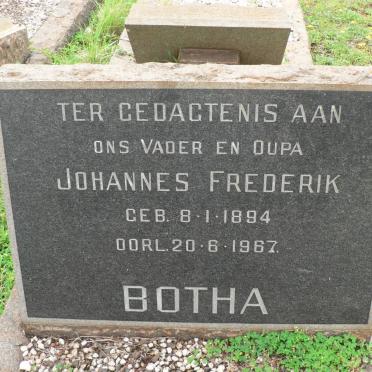 TER GEDACTENIS AAN
ONS VADER EN OUPA
JOHANNES FREDERIK
GEB. 8·1·1894
OORL. 20·6·1967.
BOTHA